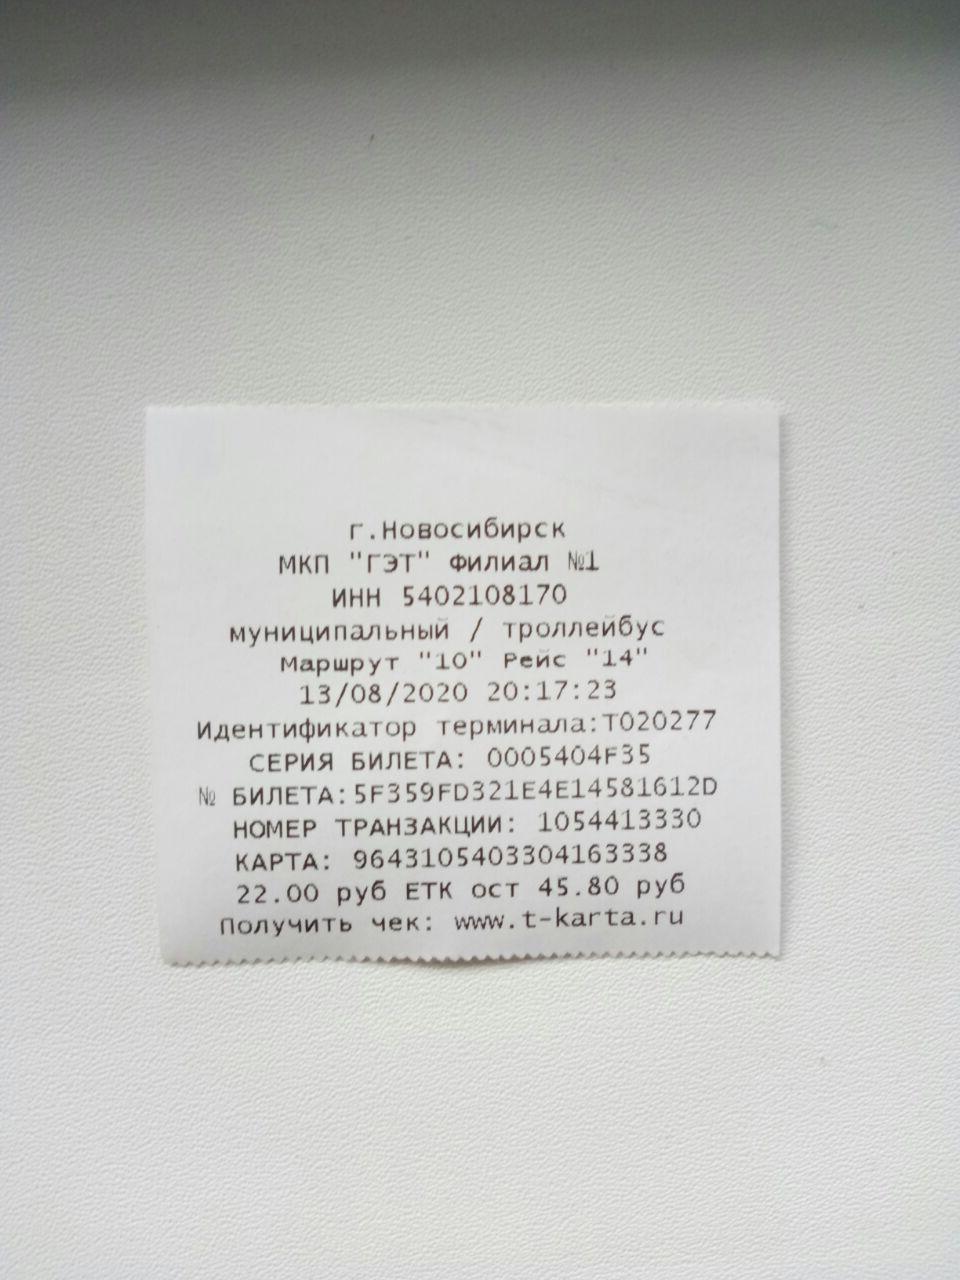 г.Новосибирск
МКП "ГЭТ" Филиал №1
ИНН 5402108170
муниципальный / троллейбус
Маршрут "10" Рейс "14"
13/08/2020 20:17:23
Идентификатор терминала:T020277
СЕРИЯ БИЛЕТА: 0005404F35
№ БИЛЕТА:5F359FD321E4E14581612D
НОМЕР ТРАНЗАКЦИИ: 1054413330
КАРТА: 9643105403304163338
22.00 руб ЕТК ост 45.80 руб
Получить чек: www.t-karta.ru